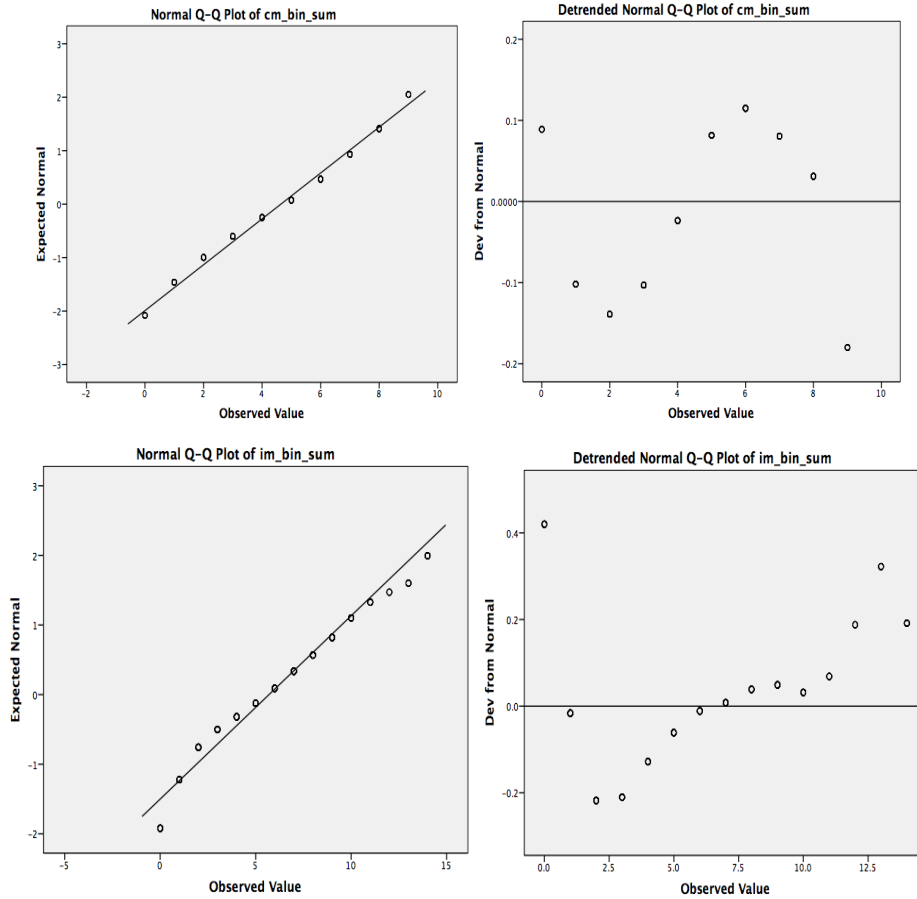 Normal Q-Q Plot of cm_bin_sum
3
2
1
0
-1
-2
-3
Expected Normal
-2 0 2 4 6 8 10
Observed Value
Detrended Normal Q-Q Plot of cm_bin_sum
0.2
0.1
0.0000
-0.1
-0.2
Dev from Normal
0 2 4 6 8 10
Observed Value
Normal Q-Q Plot of im_bin_sum
3
2
1
0
-1
-2
Expected Normal
-5 0 5 10 15
Observed Value
Detrended Normal Q-Q Plot of im_bin_sum
0.4
0.2
0.0
-0.2
Dev from Normal
0.0 2.5 5.0 7.5 10.0 12.5
Observed Value